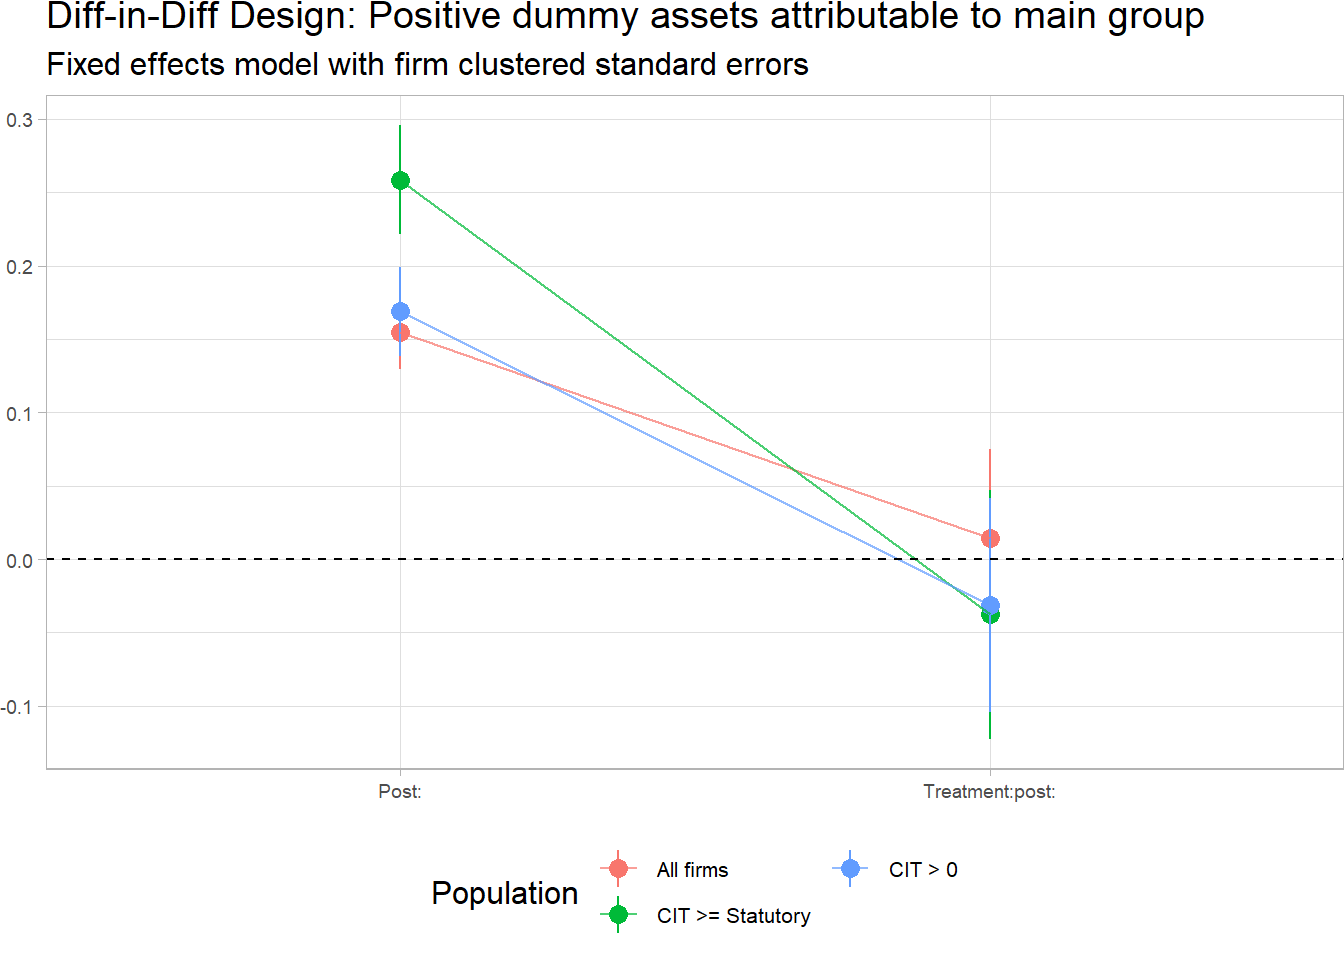 Diff-in-Diff Design: Positive dummy assets attributable to main group
Fixed effects model with firm clustered standard errors
0.3
0.2
0.1
0.0
-0.1
Post:
Treatment:post:
Population
All firms
CIT > 0
CIT >= Statutory